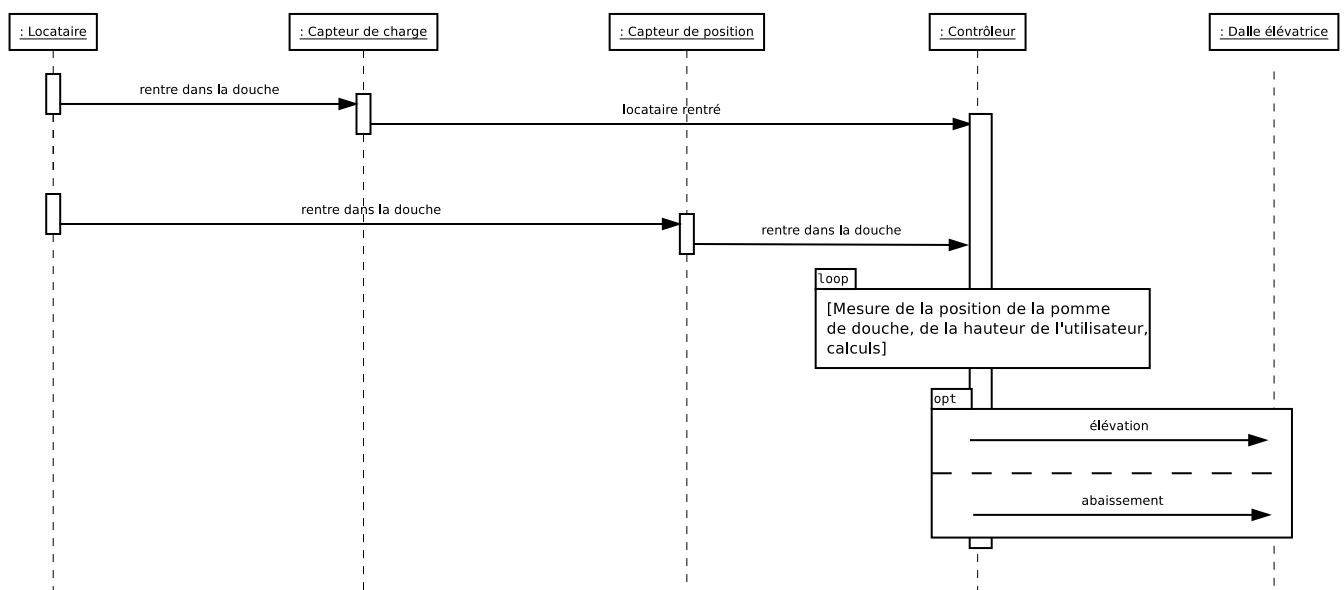 : Locataire
: Capteur de charge
: Capteur de position
: Contrôleur
: Dalle élévatrice
rentre dans la douche
locataire rentré
rentre dans la douche
rentre dans la douche
loop
[Mesure de la position de la pomme
de douche, de la hauteur de l'utilisateur,
calculs]
opt
élévation
abaissement